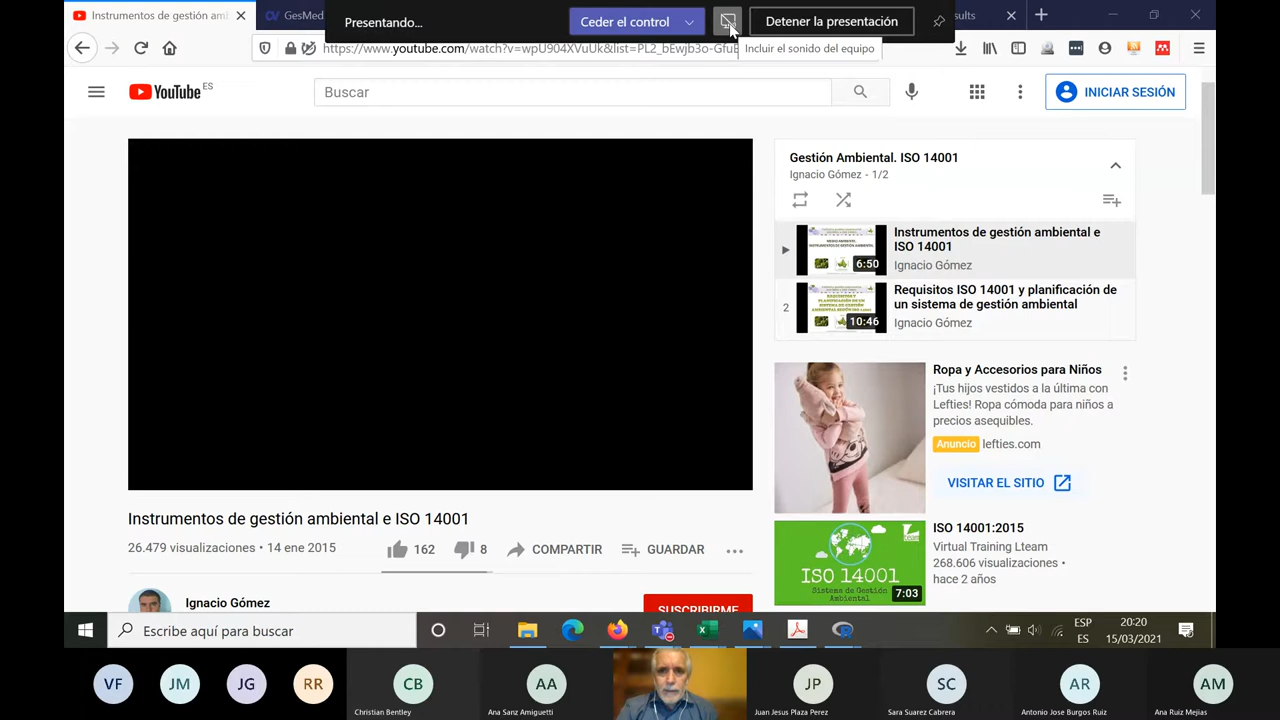 Instrumentos de gestión am
GesMed
Presentando...
Ceder el control
Detener la presentación
sults
https://www.youtube.com/watch?v=wpU904XVuUk&list=PL2_bEwjb3o-GfuE
Incluir el sonido del equipo
YouTube ES
Buscar
INICIAR SESIÓN
Gestión Ambiental. ISO 14001
Ignacio Gómez - 1/2
Instrumentos de gestión ambiental e
ISO 14001
Ignacio Gómez
6:50
2
Requisitos ISO 14001 y planificación de
un sistema de gestión ambiental
Ignacio Gómez
10:46
Ropa y Accesorios para Niños
¡Tus hijos vestidos a la última con
Lefties! Ropa cómoda para niños a
precios asequibles.
Anuncio lefties.com
VISITAR EL SITIO
Instrumentos de gestión ambiental e ISO 14001
26.479 visualizaciones • 14 ene 2015
162
8
COMPARTIR
GUARDAR
ISO 14001
Sistema de Gestión
Ambiental
7:03
ISO 14001:2015
Virtual Training Lteam
268.606 visualizaciones •
hace 2 años
Ignacio Gómez
SUSCRIBIRME
Escribe aquí para buscar
ESP
ES
20:20
15/03/2021
VF
JM
JG
RR
CB
Christian Bentley
AA
Ana Sanz Amiguetti
JP
Juan Jesus Plaza Perez
SC
Sara Suarez Cabrera
AR
Antonio Jose Burgos Ruiz
AM
Ana Ruiz Mejias